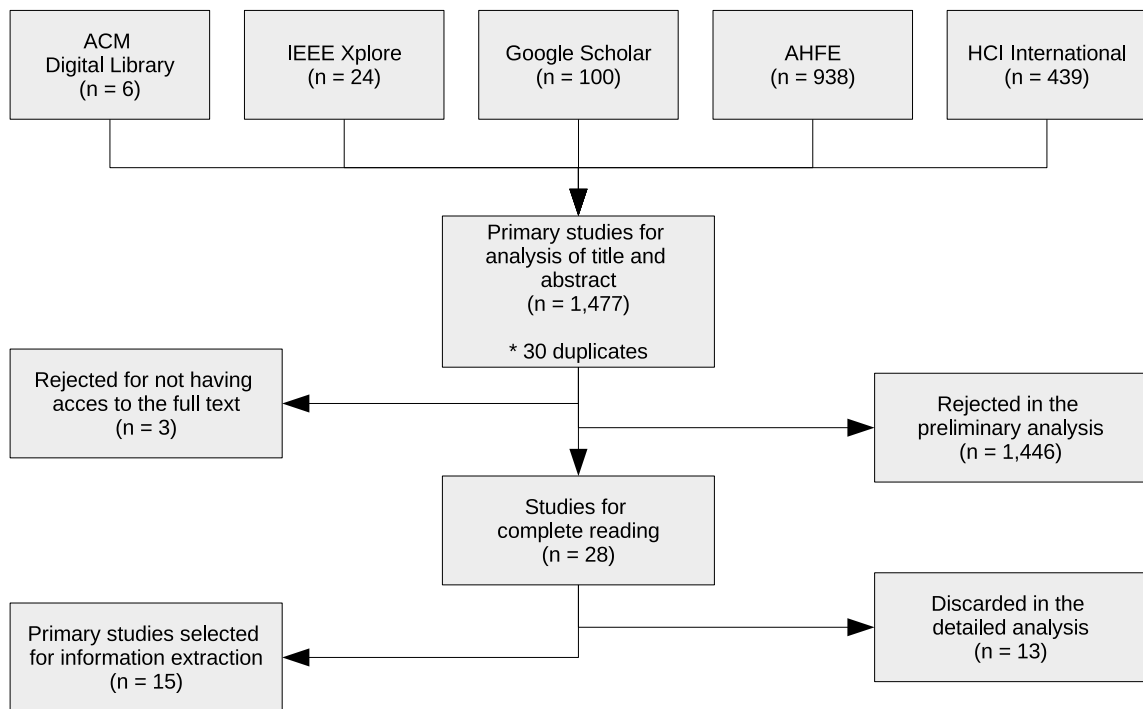 ACM
Digital Library
(n = 6)
IEEE Xplore
(n = 24)
Google Scholar
(n = 100)
AHFE
(n = 938)
HCI International
(n = 439)
Primary studies for
analysis of title and
abstract
(n = 1,477)
* 30 duplicates
Rejected for not having
acces to the full text
(n = 3)
Rejected in the
preliminary analysis
(n = 1,446)
Studies for
complete reading
(n = 28)
Primary studies selected
for information extraction
(n = 15)
Discarded in the
detailed analysis
(n = 13)